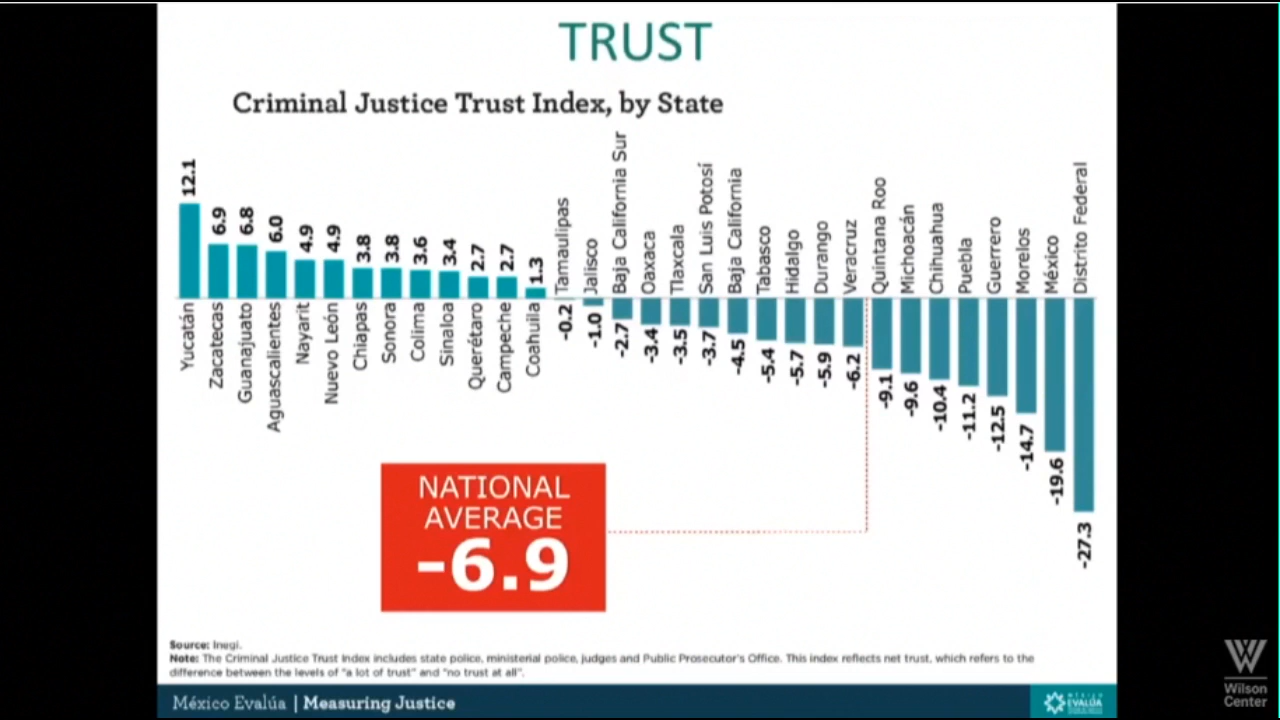 TRUST
Criminal Justice Trust Index, by State
12.1
6.9
6.8
6.0
4.9
4.9
3.8
3.8
3.6
3.4
2.7
2.7
1.3
Tamaulipas
Jalisco
Baja California Sur
Oaxaca
Tlaxcala
San Luis Potosí
Baja California
Tabasco
Hidalgo
Durango
Veracruz
Quintana Roo
Michoacán
Chihuahua
Puebla
Guerrero
Morelos
México
Distrito Federal
Yucatán
Zacatecas
Guanajuato
Aguascalientes
Nayarit
Nuevo León
Chiapas
Sonora
Colima
Sinaloa
Querétaro
Campeche
Coahuila
-0.2
-1.0
-2.7
-3.4
-3.5
-3.7
-4.5
-5.4
-5.7
-5.9
-6.2
-9.1
-9.6
-10.4
-11.2
-12.5
-14.7
-19.6
-27.3
NATIONAL
AVERAGE
-6.9
Source: Inegi.
Note: The Criminal Justice Trust Index includes state police, ministerial police, judges and Public Prosecutor's Office. This index reflects net trust, which refers to the
difference between the levels of "a lot of trust" and "no trust at all".
México Evalúa | Measuring Justice
MÉXICO
EVALÚA
Wilson
Center